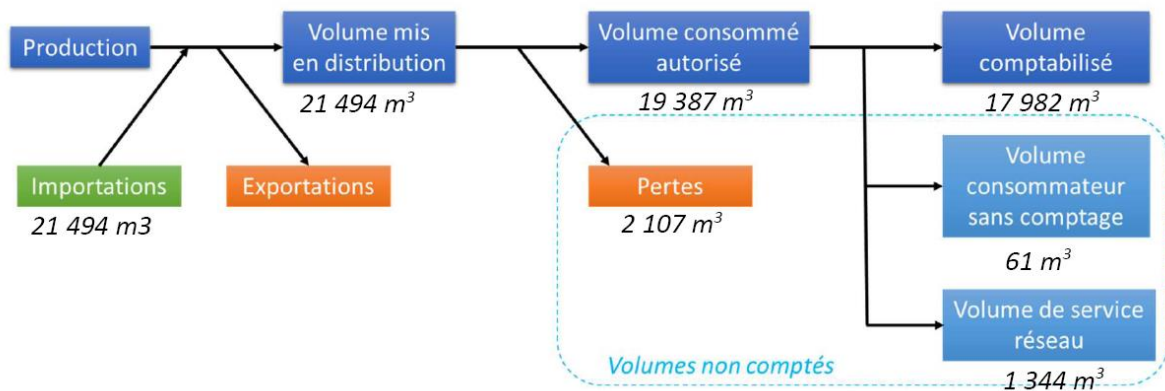 Production
Volume mis
en distribution
21 494 m³
Volume consommé
autorisé
19 387 m³
Volume
comptabilisé
17 982 m³
Importations
21 494 m3
Exportations
Pertes
2 107 m³
Volume
consommateur
sans comptage
61 m³
Volume de service
réseau
1 344 m³
Volumes non comptés